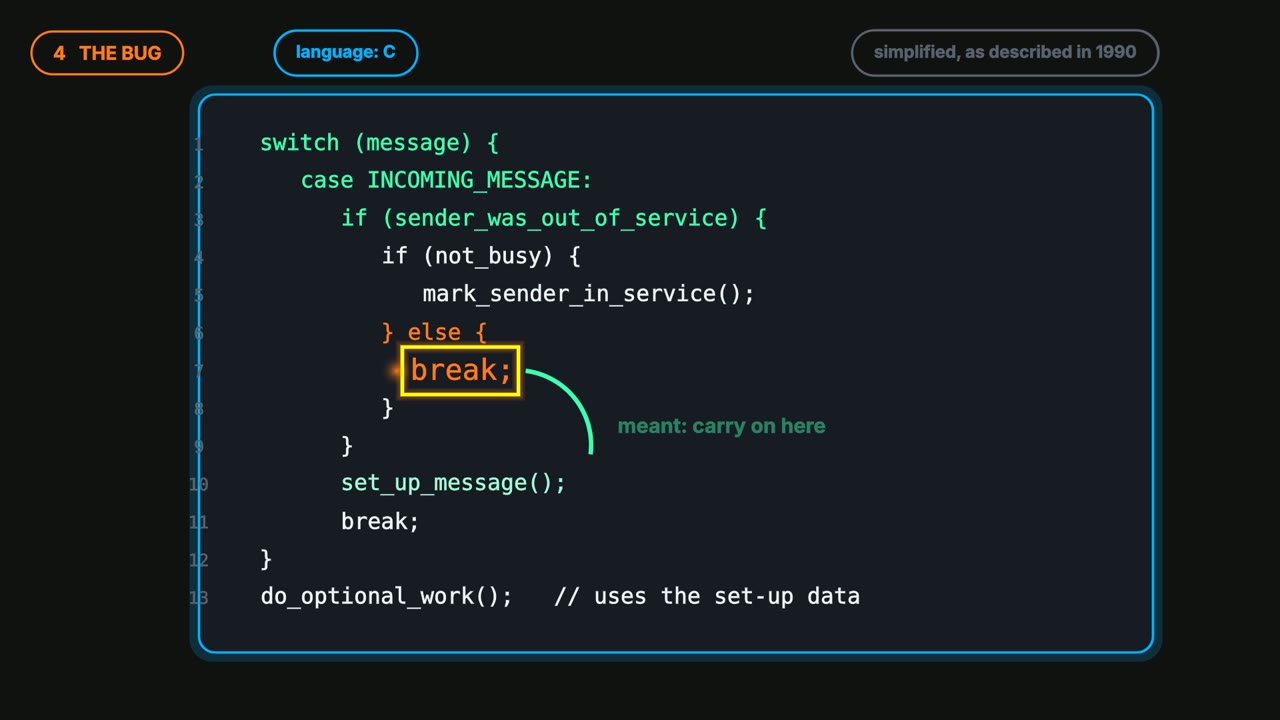 4 THE BUG
language: C
simplified, as described in 1990
1 switch (message) {
2 case INCOMING_MESSAGE:
3 if (sender_was_out_of_service) {
4 if (not_busy) {
5 mark_sender_in_service();
6 } else {
7 break;
8 }
meant: carry on here
9 }
10 set_up_message();
11 break;
12 }
13 do_optional_work(); // uses the set-up data